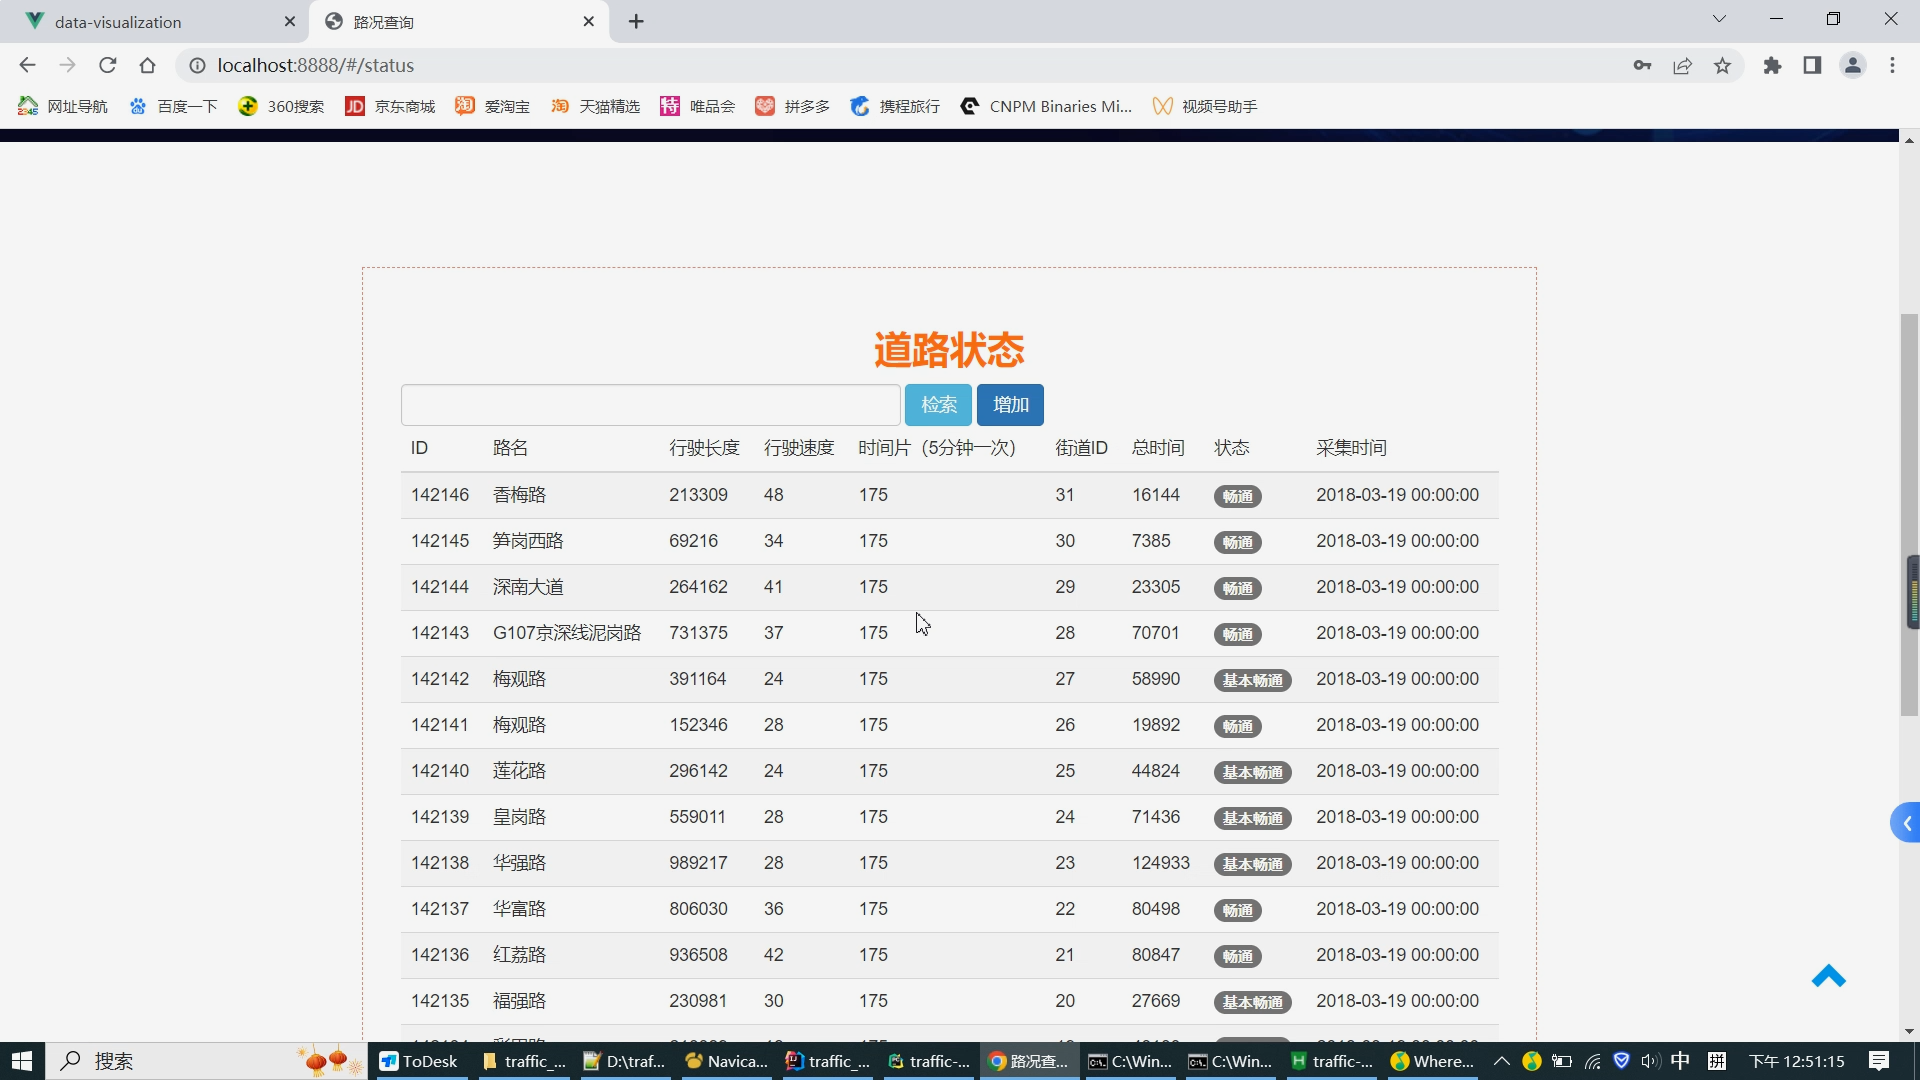 data-visualization
路况查询
localhost:8888/#/status
网址导航 百度一下 360搜索 JD 京东商城 淘 爱淘宝 淘 天猫精选 特 唯品会 拼多多 携程旅行 CNPM Binaries Mi... 视频号助手
道路状态
检索 增加
ID 路名 行驶长度 行驶速度 时间片（5分钟一次） 街道ID 总时间 状态 采集时间
142146 香梅路 213309 48 175 31 16144 畅通 2018-03-19 00:00:00
142145 笋岗西路 69216 34 175 30 7385 畅通 2018-03-19 00:00:00
142144 深南大道 264162 41 175 29 23305 畅通 2018-03-19 00:00:00
142143 G107京深线泥岗路 731375 37 175 28 70701 畅通 2018-03-19 00:00:00
142142 梅观路 391164 24 175 27 58990 基本畅通 2018-03-19 00:00:00
142141 梅观路 152346 28 175 26 19892 畅通 2018-03-19 00:00:00
142140 莲花路 296142 24 175 25 44824 基本畅通 2018-03-19 00:00:00
142139 皇岗路 559011 28 175 24 71436 基本畅通 2018-03-19 00:00:00
142138 华强路 989217 28 175 23 124933 基本畅通 2018-03-19 00:00:00
142137 华富路 806030 36 175 22 80498 畅通 2018-03-19 00:00:00
142136 红荔路 936508 42 175 21 80847 畅通 2018-03-19 00:00:00
142135 福强路 230981 30 175 20 27669 基本畅通 2018-03-19 00:00:00
搜索 ToDesk traffic_... D:\traf... Navica... traffic_... traffic-... 路况查... C:\Win... C:\Win... traffic-... Where... 中 拼 下午 12:51:15